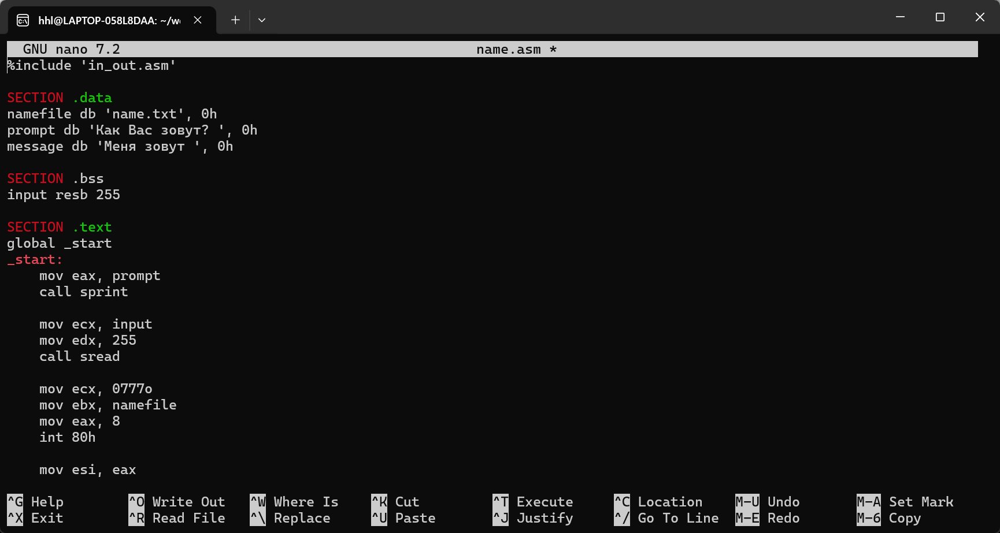 hhl@LAPTOP-058L8DAA: ~/w
GNU nano 7.2 name.asm *
%include 'in_out.asm'
SECTION .data
namefile db 'name.txt', 0h
prompt db 'Как Вас зовут? ', 0h
message db 'Меня зовут ', 0h
SECTION .bss
input resb 255
SECTION .text
global _start
_start:
mov eax, prompt
call sprint
mov ecx, input
mov edx, 255
call sread
mov ecx, 0777o
mov ebx, namefile
mov eax, 8
int 80h
mov esi, eax
^G Help ^O Write Out ^W Where Is ^K Cut ^T Execute ^C Location M-U Undo M-A Set Mark
^X Exit ^R Read File ^\ Replace ^U Paste ^J Justify ^/ Go To Line M-E Redo M-6 Copy